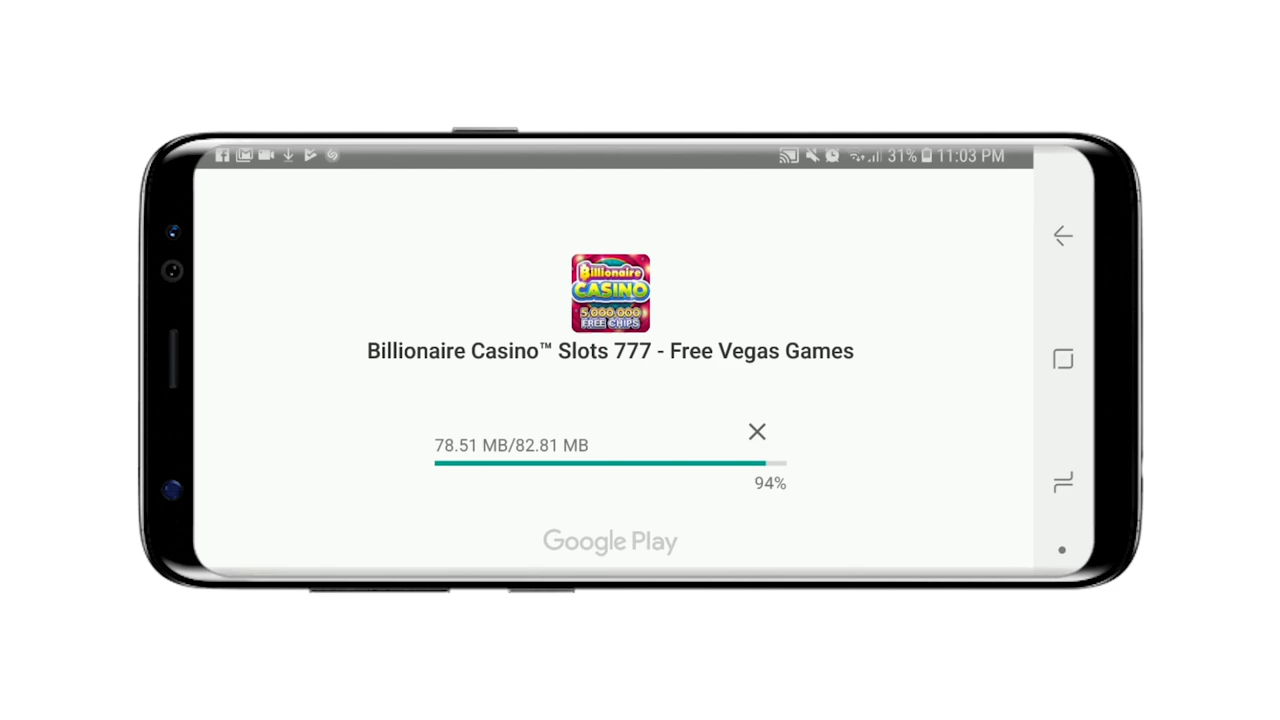 31% 11:03 PM
Billionaire
CASINO
5,000,000
FREE CHIPS
Billionaire Casino™ Slots 777 - Free Vegas Games
78.51 MB/82.81 MB
94%
Google Play